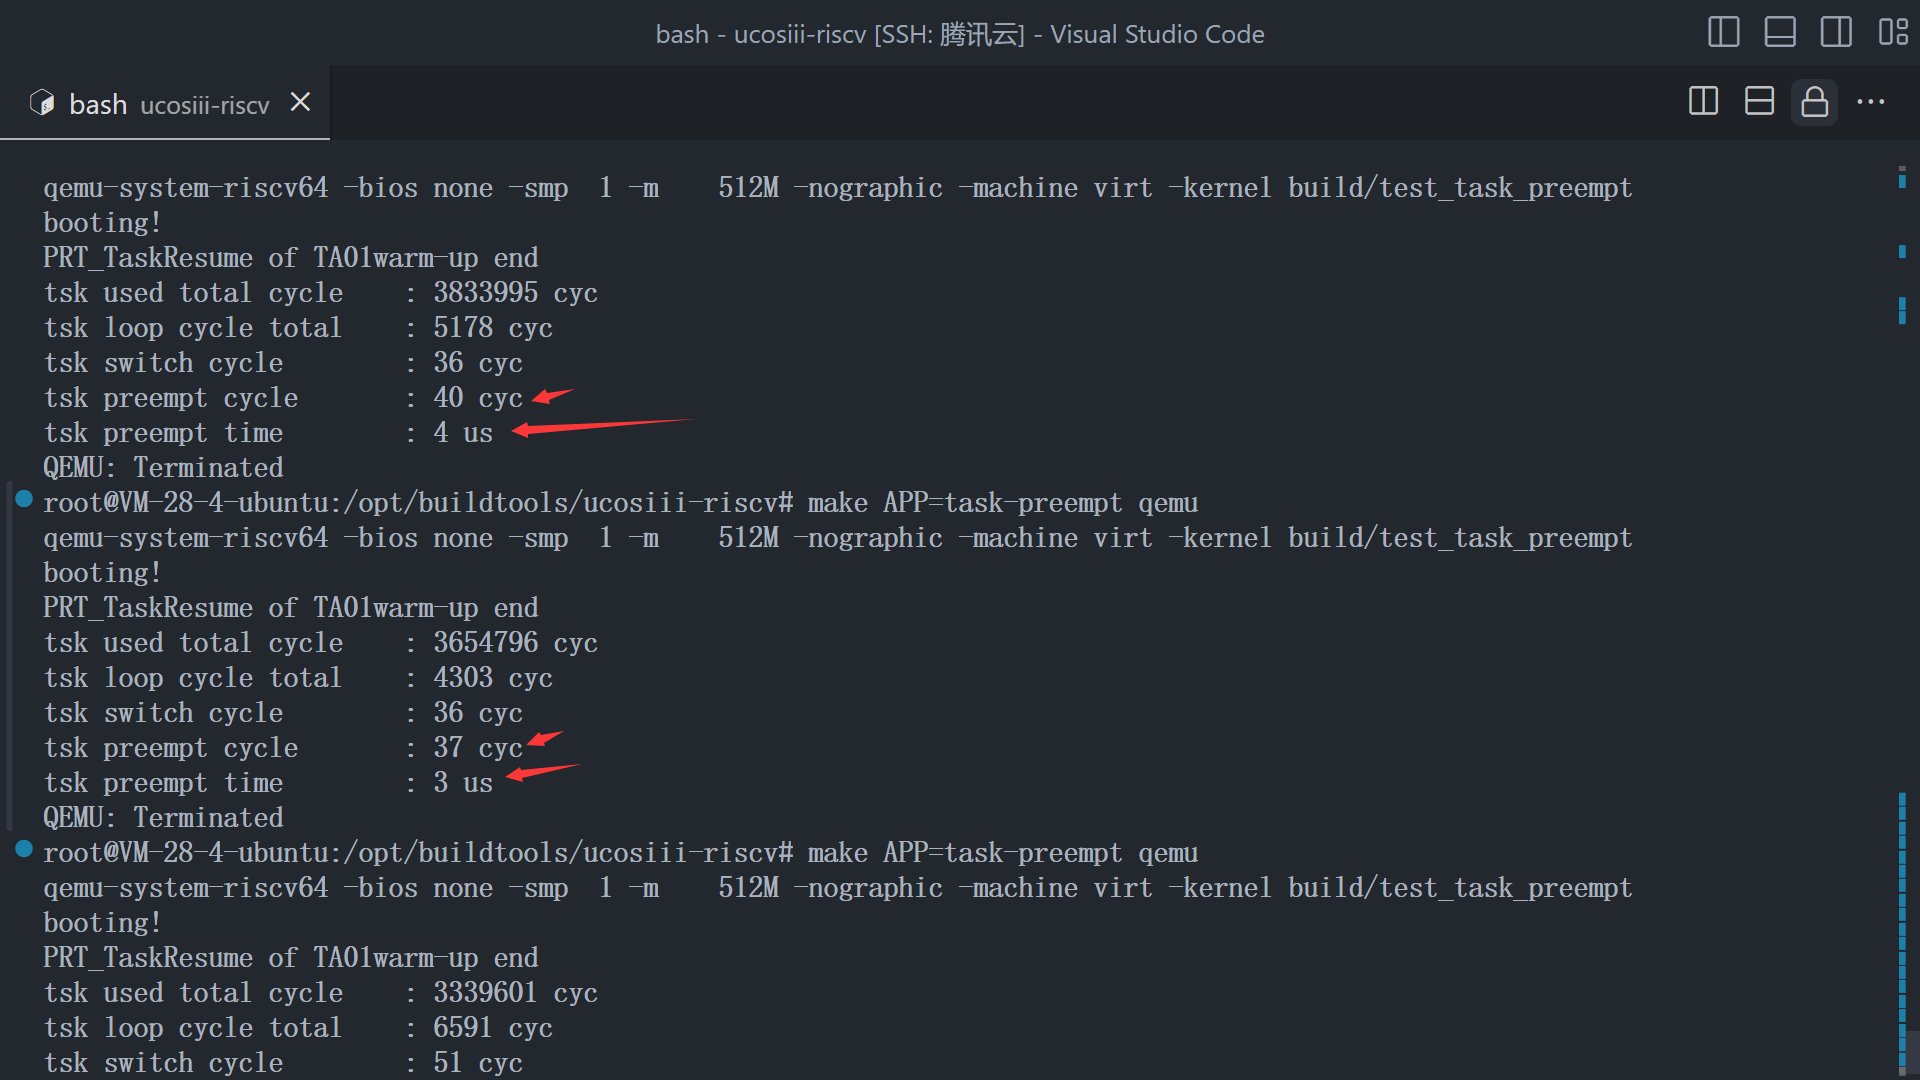 bash - ucosiii-riscv [SSH: 腾讯云] - Visual Studio Code
bash ucosiii-riscv
qemu-system-riscv64 -bios none -smp  1 -m    512M -nographic -machine virt -kernel build/test_task_preempt
booting!
PRT_TaskResume of TA01warm-up end
tsk used total cycle    : 3833995 cyc
tsk loop cycle total    : 5178 cyc
tsk switch cycle        : 36 cyc
tsk preempt cycle       : 40 cyc
tsk preempt time        : 4 us
QEMU: Terminated
root@VM-28-4-ubuntu:/opt/buildtools/ucosiii-riscv# make APP=task-preempt qemu
qemu-system-riscv64 -bios none -smp  1 -m    512M -nographic -machine virt -kernel build/test_task_preempt
booting!
PRT_TaskResume of TA01warm-up end
tsk used total cycle    : 3654796 cyc
tsk loop cycle total    : 4303 cyc
tsk switch cycle        : 36 cyc
tsk preempt cycle       : 37 cyc
tsk preempt time        : 3 us
QEMU: Terminated
root@VM-28-4-ubuntu:/opt/buildtools/ucosiii-riscv# make APP=task-preempt qemu
qemu-system-riscv64 -bios none -smp  1 -m    512M -nographic -machine virt -kernel build/test_task_preempt
booting!
PRT_TaskResume of TA01warm-up end
tsk used total cycle    : 3339601 cyc
tsk loop cycle total    : 6591 cyc
tsk switch cycle        : 51 cyc